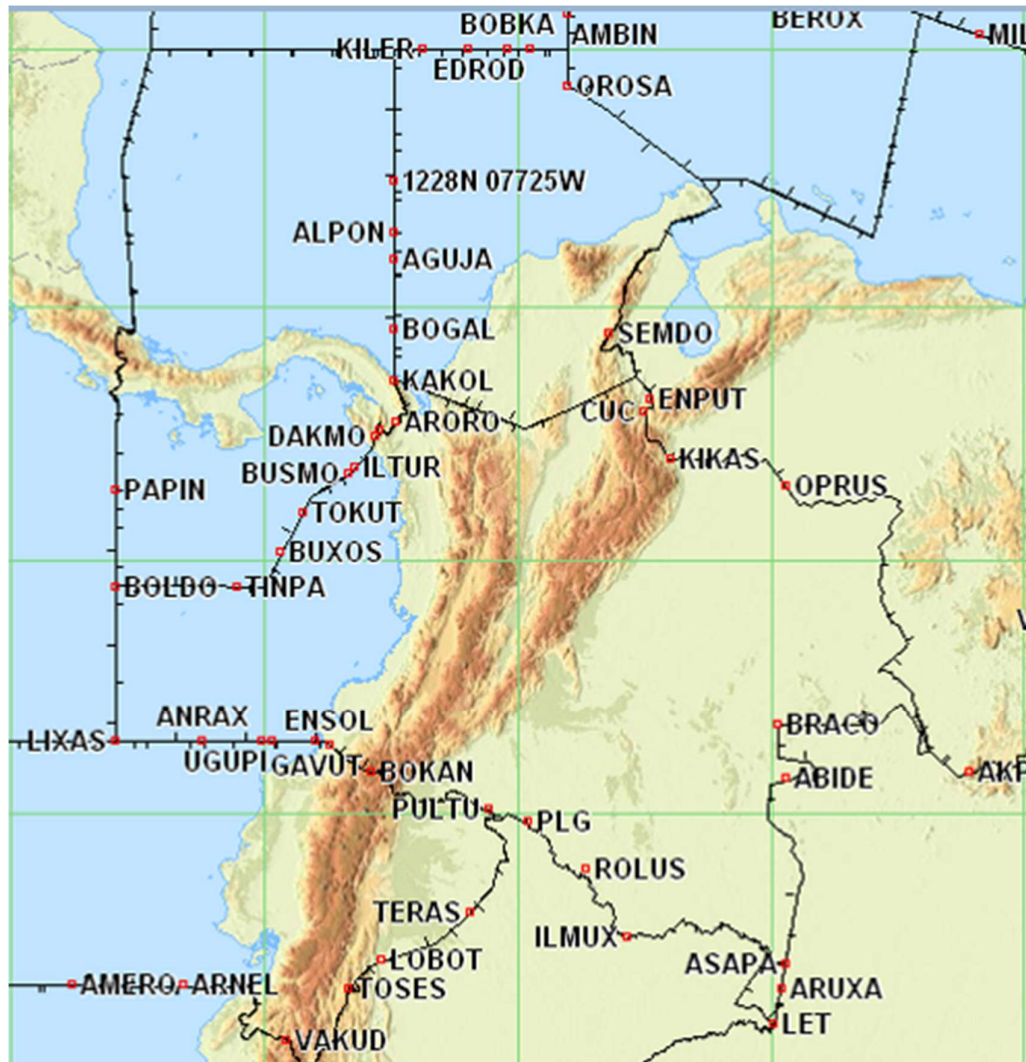 BOBKA
BEROX
AMBIN
KILER
EDROD
OROSA
1228N 07725W
ALPON
AGUJA
BOGAL
SEMDO
KAKOL
ENPUT
CUC
ARORO
DAKMO
ILTUR
BUSMO
KIKAS
PAPIN
OPRUS
TOKUT
BUXOS
BOLDO
TINPA
ANRAX
ENSOL
BRACO
LIXAS
UGUPI
GAVUT
BOKAN
ABIDE
PULTU
PLG
ROLUS
TERAS
ILMUX
LOBOT
ASAPA
AMERO
ARNEL
TOSES
ARUXA
LET
VAKUD